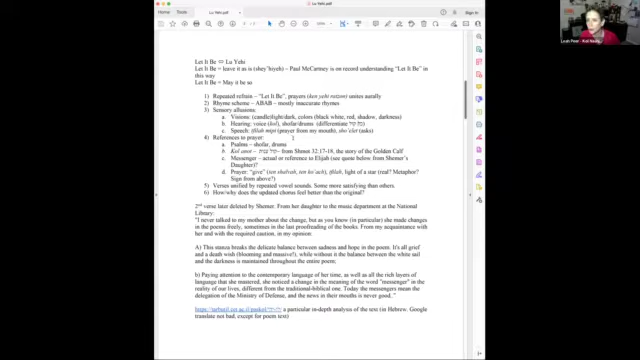 Lu Yehi.pdf
Lu Yehi.pdf
Let It Be ⇔ Lu Yehi
Let It Be = leave it as is (shey'hiyeh) – Paul McCartney is on record understanding "Let It Be" in
this way
Let It Be = May it be so
1) Repeated refrain – "Let it Be", prayers (ken yehi ratzon) unites aurally
2) Rhyme scheme – ABAB – mostly inaccurate rhymes
3) Sensory allusions
a. Visions: (candlelight/dark, colors (black, white, red, shadow, darkness)
b. Hearing: voice (kol), shofar/drums (differentiate
c. Speech: tfilah mipi (prayer from my mouth), sho'elet (asks)
4) References to prayer
a. Psalms – shofar, drums
b. Kol anot – קול ענות from Shmot 32:17-18, the story of the Golden Calf
c. Messenger – actual or reference to Elijah (see quote below from Shemer's
Daughter)?
d. Prayer: "give" (ten shalvah, ten ko'ach), tfilah, light of a star (real? Metaphor?
Sign from above?)
5) Verses unified by repeated vowel sounds. Some more satisfying than others.
6) How/why does the updated chorus feel better than the original?
2nd verse later deleted by Shemer. From her daughter to the music department at the National
Library:
"I never talked to my mother about the change, but as you know (in particular) she made changes
in the poems freely, sometimes in the last proofreading of the books. From my acquaintance with
her and with the required caution, in my opinion:
A) This stanza breaks the delicate balance between sadness and hope in the poem. It's all grief
and a death wish (blooming and massive?) while without it the balance between the white sail
and the darkness is maintained throughout the entire poem.
b) Paying attention to the contemporary language of her time, as well as all the rich layers of
language that she mastered, she noticed a change in the meaning of the word "messenger" in the
reality of our lives, different from the traditional-biblical one. Today the messengers mean the
delegation of the Ministry of Defense, and the news in their mouths is never good."
a particular in-depth analysis of the text (in Hebrew. Google
translate not bad, except for poem text)